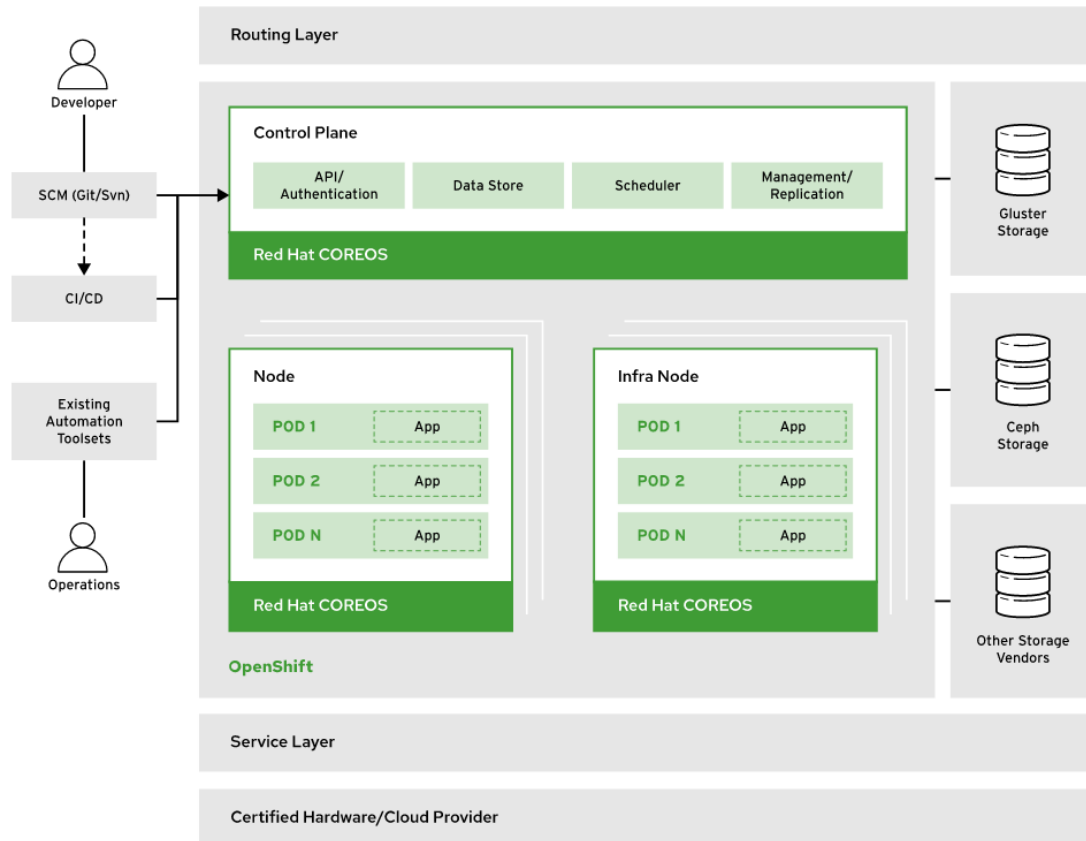 Routing Layer
Developer
SCM (Git/Svn)
CI/CD
Existing
Automation
Toolsets
Operations
Control Plane
API/
Authentication
Data Store
Scheduler
Management/
Replication
Red Hat COREOS
Node
POD 1
App
POD 2
App
POD N
App
Red Hat COREOS
Infra Node
POD 1
App
POD 2
App
POD N
App
Red Hat COREOS
OpenShift
Gluster
Storage
Ceph
Storage
Other Storage
Vendors
Service Layer
Certified Hardware/Cloud Provider